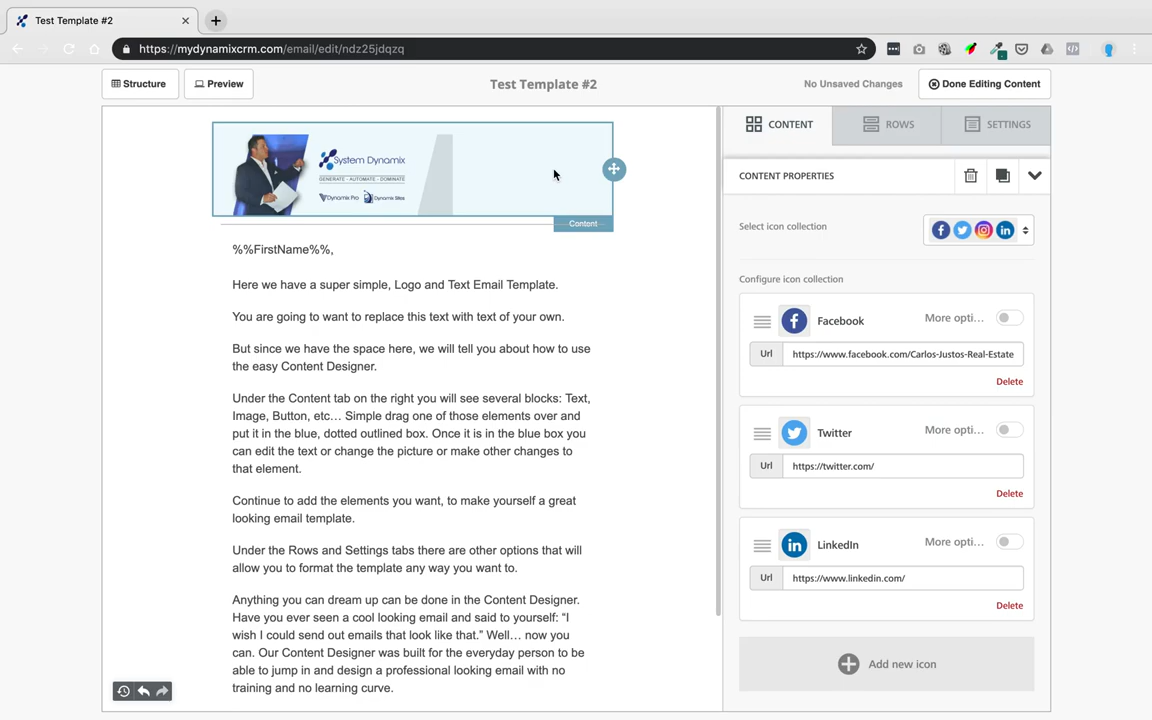 Test Template #2
https://mydynamixcrm.com/email/edit/ndz25jdqzq
Structure
Preview
Test Template #2
No Unsaved Changes
Done Editing Content
CONTENT
ROWS
SETTINGS
System Dynamix
GENERATE - AUTOMATE - DOMINATE
Dynamix Pro
Dynamix Sites
Content
%%FirstName%%,
Here we have a super simple, Logo and Text Email Template.
You are going to want to replace this text with text of your own.
But since we have the space here, we will tell you about how to use
the easy Content Designer.
Under the Content tab on the right you will see several blocks: Text,
Image, Button, etc… Simple drag one of those elements over and
put it in the blue, dotted outlined box. Once it is in the blue box you
can edit the text or change the picture or make other changes to
that element.
Continue to add the elements you want, to make yourself a great
looking email template.
Under the Rows and Settings tabs there are other options that will
allow you to format the template any way you want to.
Anything you can dream up can be done in the Content Designer.
Have you ever seen a cool looking email and said to yourself: “I
wish I could send out emails that look like that.” Well… now you
can. Our Content Designer was built for the everyday person to be
able to jump in and design a professional looking email with no
training and no learning curve.
CONTENT PROPERTIES
Select icon collection
Configure icon collection
Facebook
More opti...
Url
https://www.facebook.com/Carlos-Justos-Real-Estate
Delete
Twitter
More opti...
Url
https://twitter.com/
Delete
LinkedIn
More opti...
Url
https://www.linkedin.com/
Delete
Add new icon